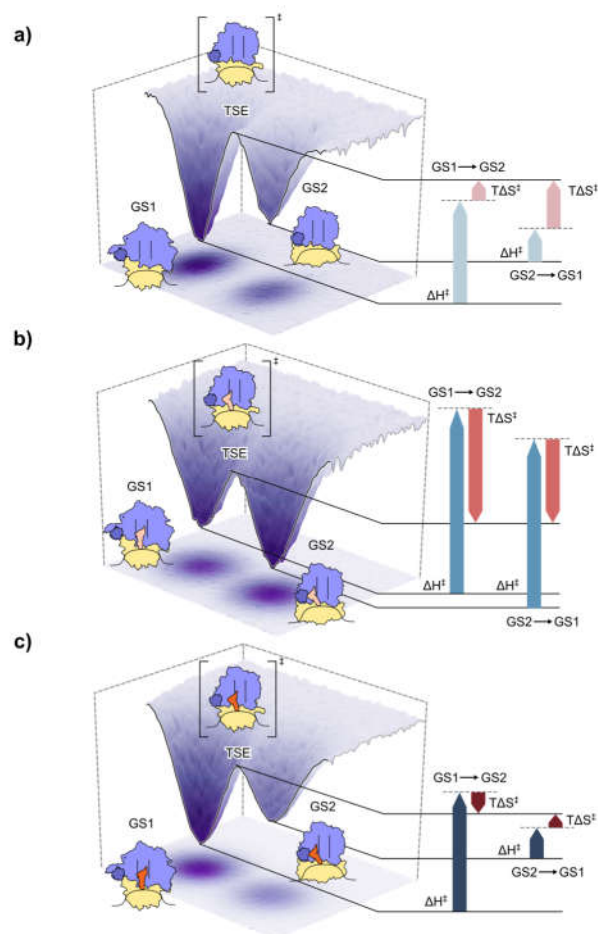 a)
‡
TSE
GS1→GS2
GS2
GS1
TΔS‡
TΔS‡
ΔH‡
GS2→GS1
ΔH‡
b)
‡
GS1→GS2
TΔS‡
TSE
TΔS‡
GS1
GS2
ΔH‡
ΔH‡
GS2→GS1
c)
‡
TSE
GS1→GS2
GS1
GS2
TΔS‡
TΔS‡
ΔH‡
GS2→GS1
ΔH‡